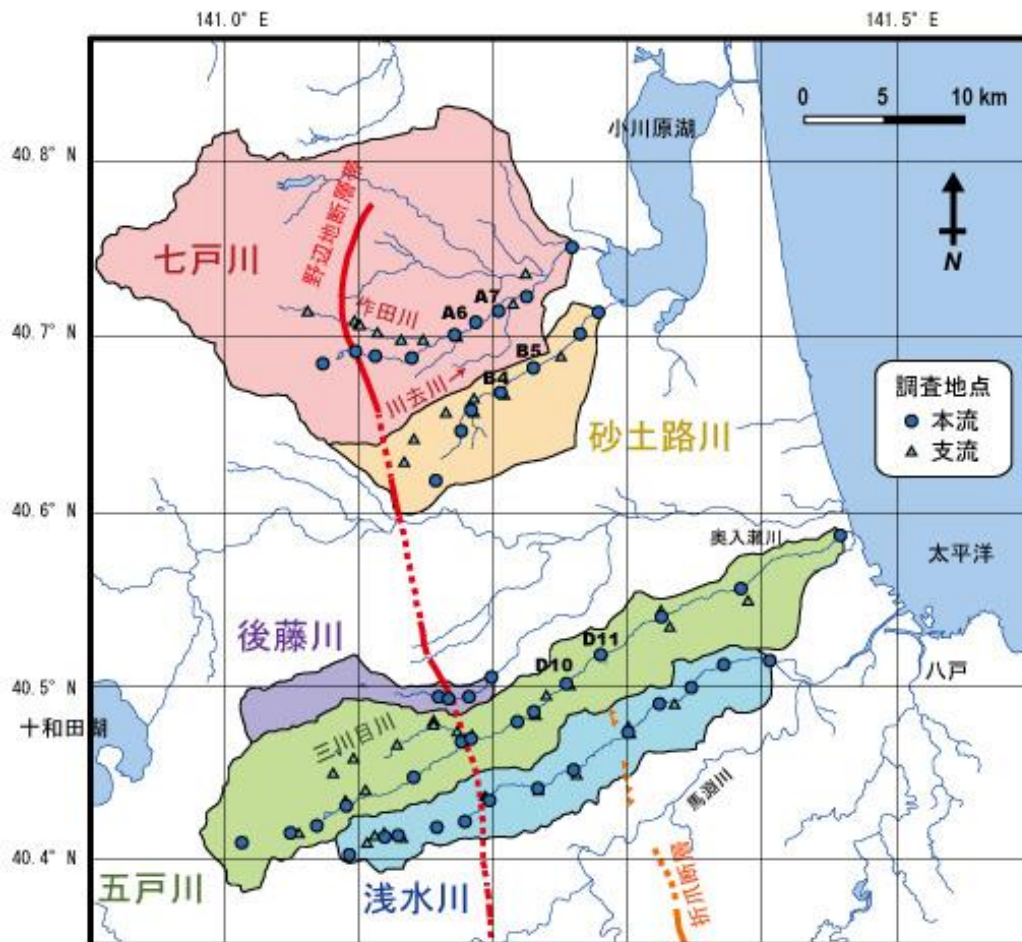 141.0° E
141.5° E
0 5 10 km
小川原湖
40.8° N
野辺地断層帯
七戸川
N
作田川
A6
A7
40.7° N
B5
B4
川去川→
調査地点
本流
支流
砂土路川
40.6° N
奥入瀬川
太平洋
後藤川
D11
D10
八戸
40.5° N
十和田湖
三川目川
馬淵川
40.4° N
折爪断層
五戸川
浅水川